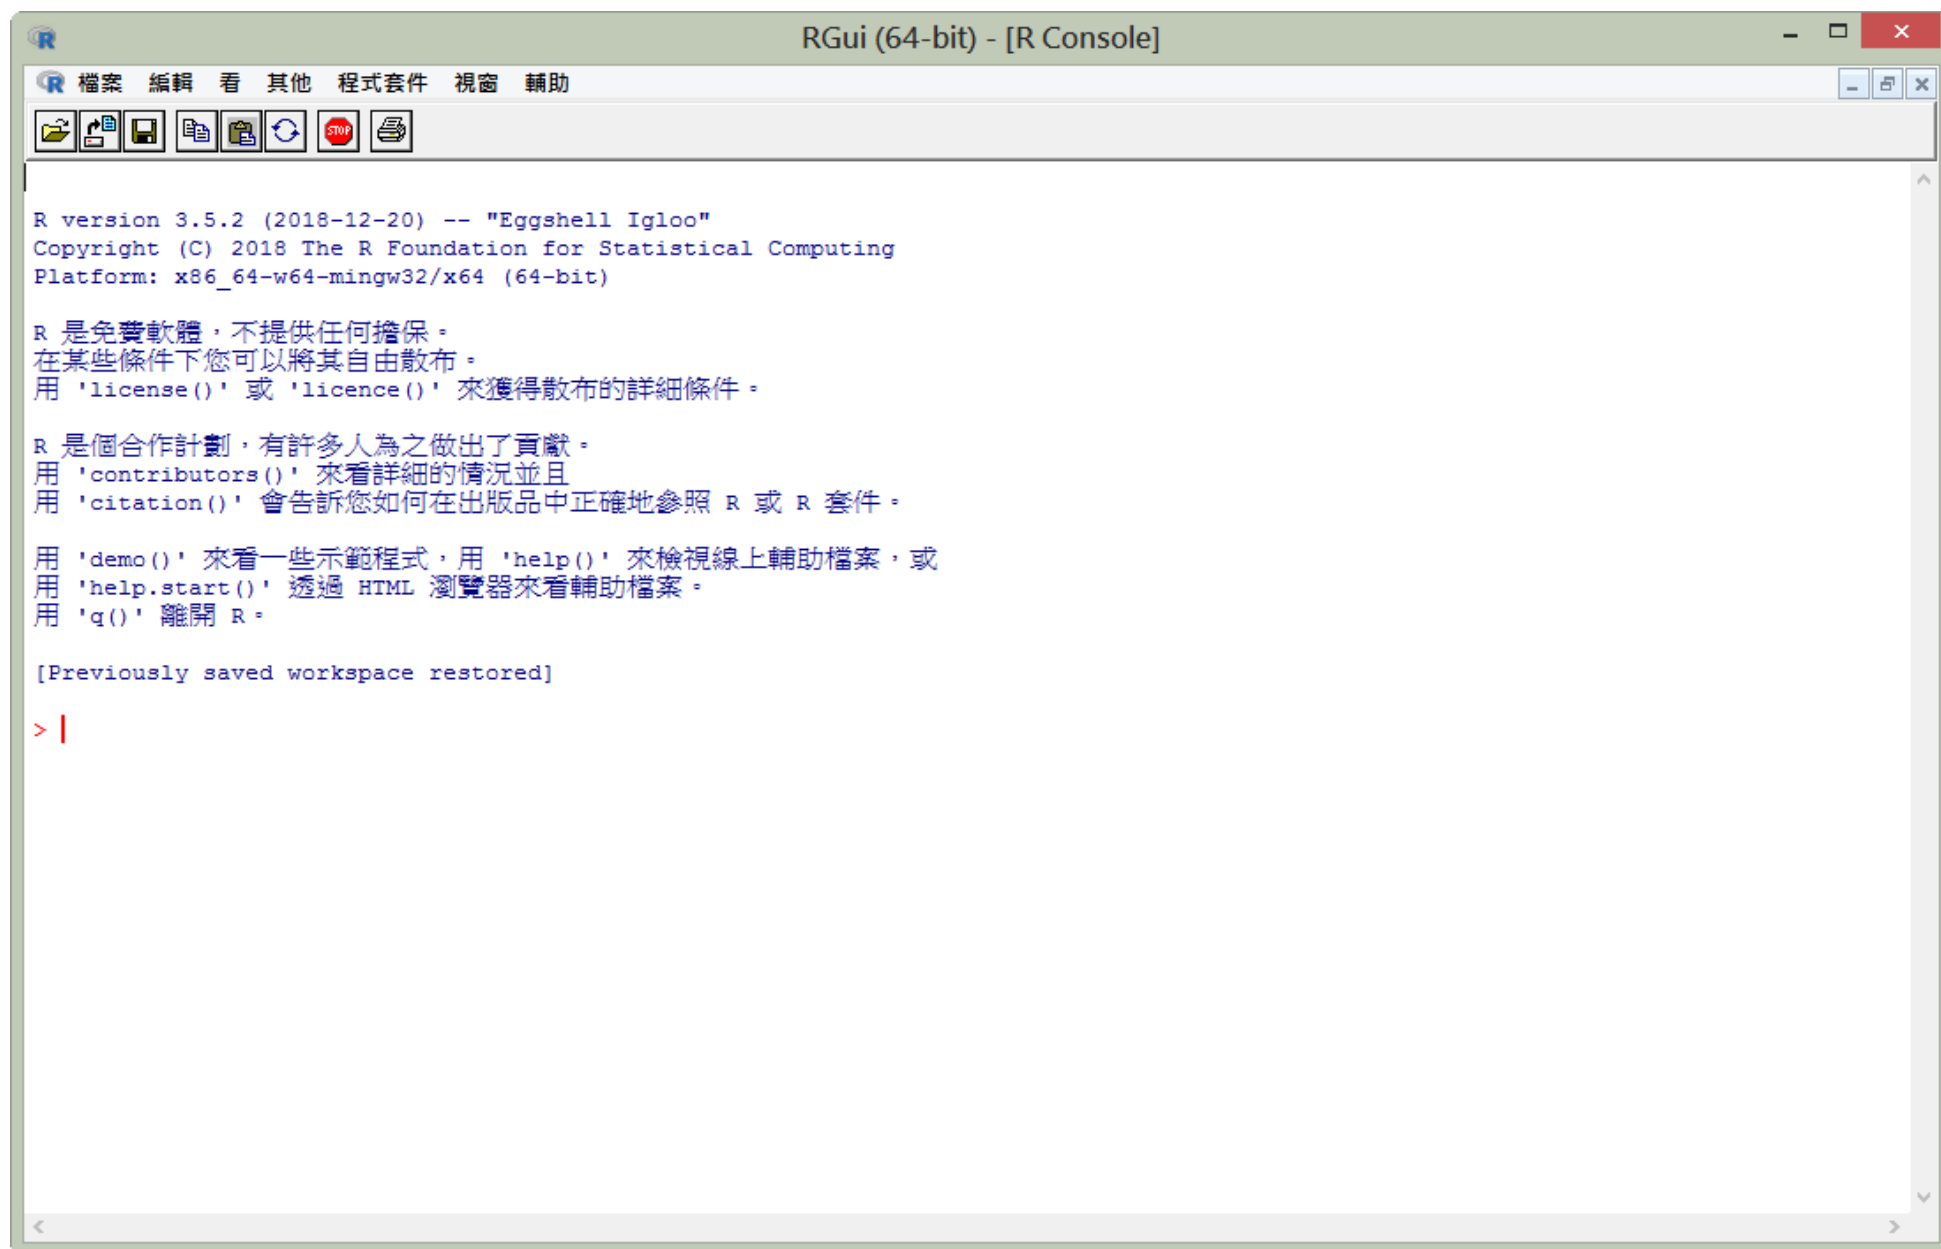 RGui (64-bit) - [R Console]
檔案 編輯 看 其他 程式套件 視窗 輔助
STOP
R version 3.5.2 (2018-12-20) -- "Eggshell Igloo"
Copyright (C) 2018 The R Foundation for Statistical Computing
Platform: x86_64-w64-mingw32/x64 (64-bit)
R 是免費軟體，不提供任何擔保。
在某些條件下您可以將其自由散布。
用 'license()' 或 'licence()' 來獲得散布的詳細條件。
R 是個合作計劃，有許多人為之做出了貢獻。
用 'contributors()' 來看詳細的情況並且
用 'citation()' 會告訴您如何在出版品中正確地參照 R 或 R 套件。
用 'demo()' 來看一些示範程式，用 'help()' 來檢視線上輔助檔案，或
用 'help.start()' 透過 HTML 瀏覽器來看輔助檔案。
用 'q()' 離開 R。
[Previously saved workspace restored]
>